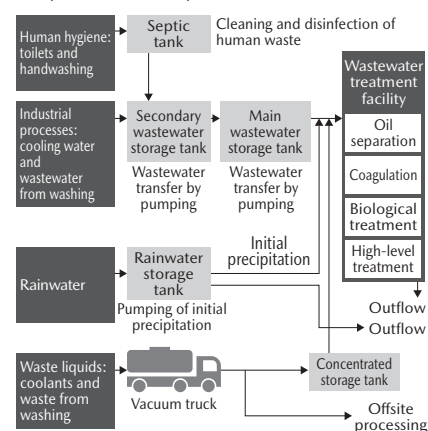 Human hygiene:
toilets and
handwashing
Septic
tank
Cleaning and disinfection of
human waste
Industrial
processes:
cooling water
and
wastewater
from washing
Secondary
wastewater
storage tank
Wastewater
transfer by
pumping
Main
wastewater
storage tank
Wastewater
transfer by
pumping
Wastewater
treatment
facility
Oil
separation
Coagulation
Biological
treatment
High-level
treatment
Outflow
Rainwater
Rainwater
storage
tank
Pumping of initial
precipitation
Initial
precipitation
Outflow
Waste liquids:
coolants and
waste from
washing
Vacuum truck
Concentrated
storage tank
Offsite
processing